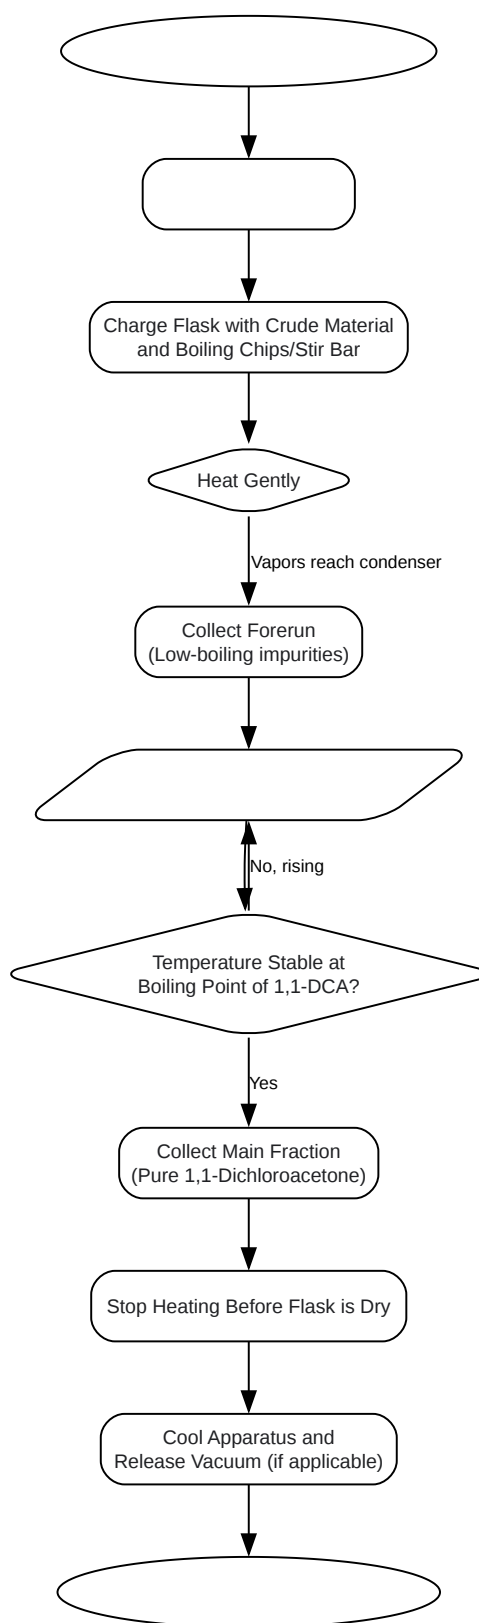 Charge Flask with Crude Material
and Boiling Chips/Stir Bar
Heat Gently
Vapors reach condenser
Collect Forerun
(Low-boiling impurities)
No, rising
Temperature Stable at
Boiling Point of 1,1-DCA?
Yes
Collect Main Fraction
(Pure 1,1-Dichloroacetone)
Stop Heating Before Flask is Dry
Cool Apparatus and
Release Vacuum (if applicable)